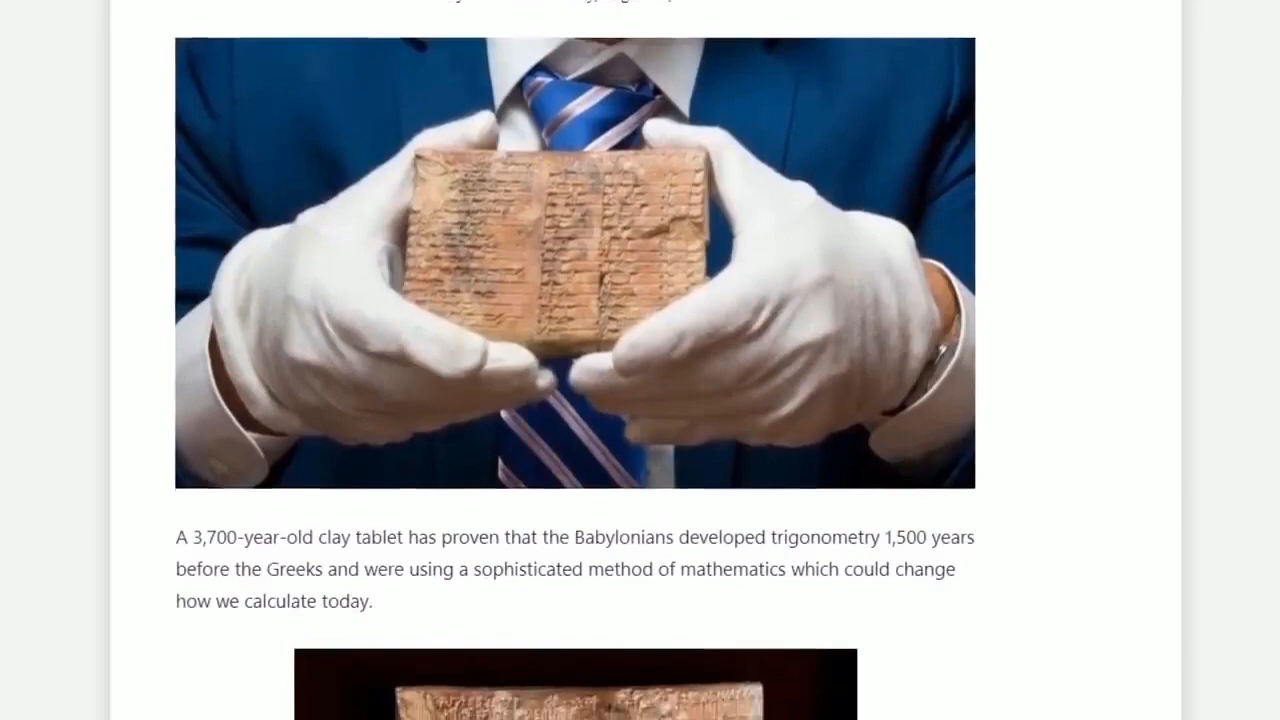 A 3,700-year-old clay tablet has proven that the Babylonians developed trigonometry 1,500 years
before the Greeks and were using a sophisticated method of mathematics which could change
how we calculate today.